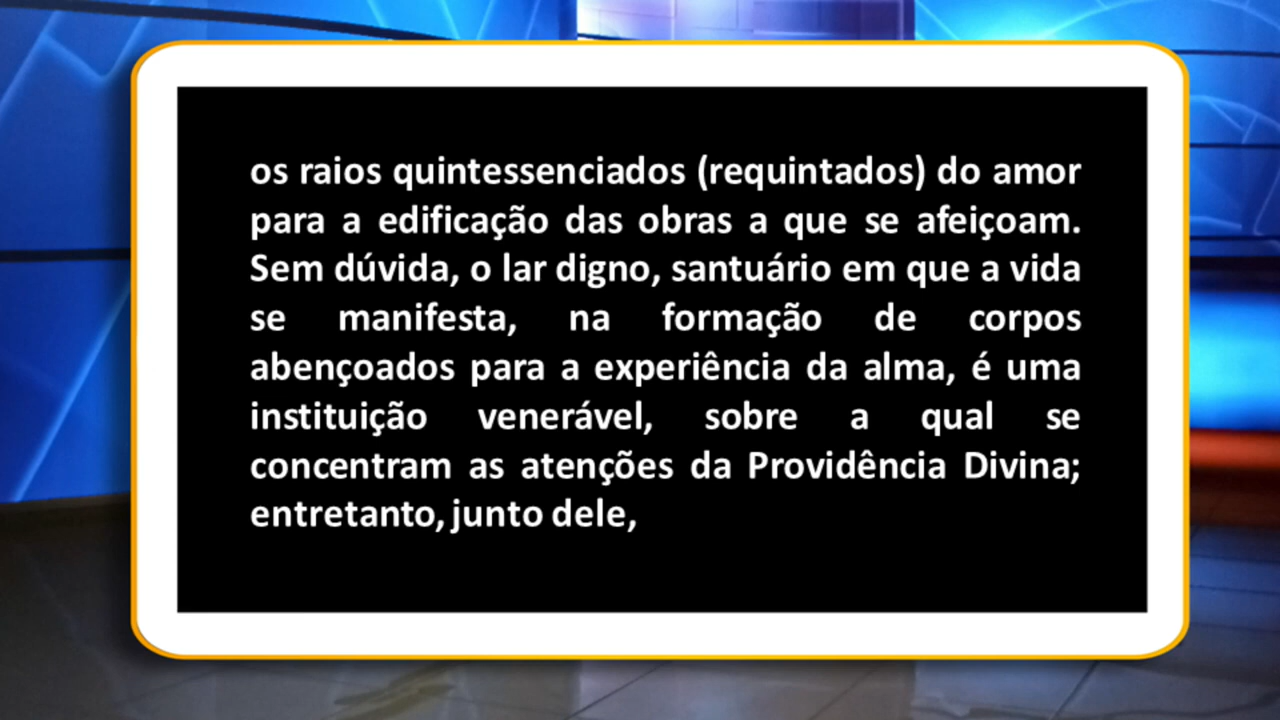 os raios quintessenciados (requintados) do amor
para a edificação das obras a que se afeiçoam.
Sem dúvida, o lar digno, santuário em que a vida
se manifesta, na formação de corpos
abençoados para a experiência da alma, é uma
instituição venerável, sobre a qual se
concentram as atenções da Providência Divina;
entretanto, junto dele,